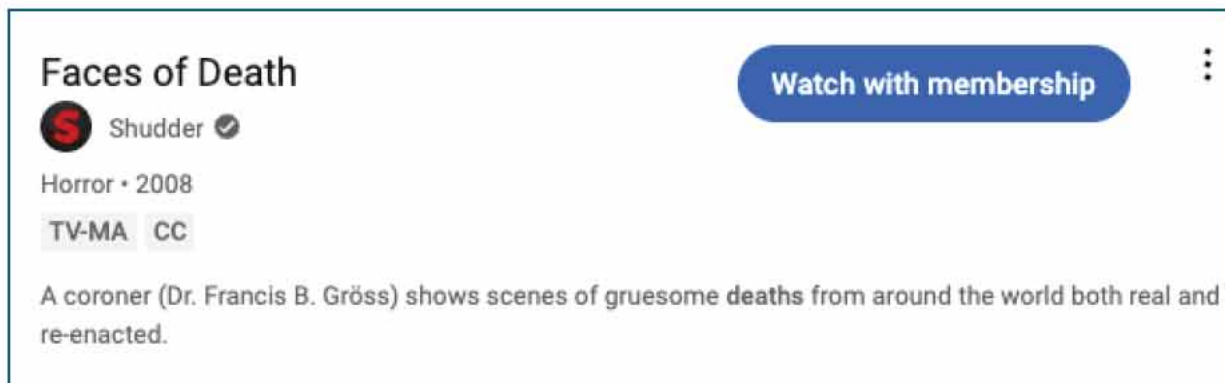 Faces of Death
Watch with membership
S Shudder
Horror • 2008
TV-MA CC
A coroner (Dr. Francis B. Gröss) shows scenes of gruesome deaths from around the world both real and
re-enacted.